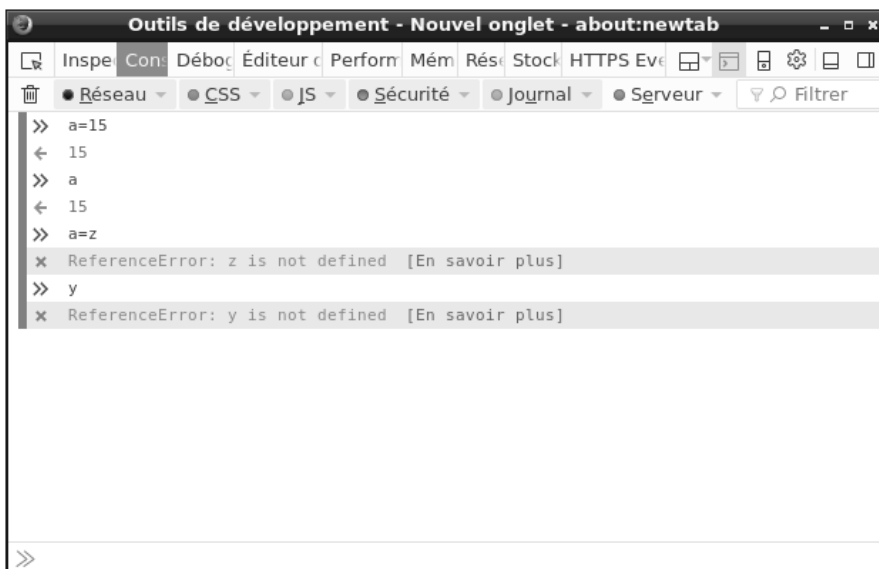 Outils de développement - Nouvel onglet - about:newtab
Inspe Cons Débog Éditeur d Perform Mém Rés Stock HTTPS Eve
Réseau CSS JS Sécurité Journal Serveur Filtrer
» a=15
← 15
» a
← 15
» a=z
× ReferenceError: z is not defined [En savoir plus]
» y
× ReferenceError: y is not defined [En savoir plus]
»